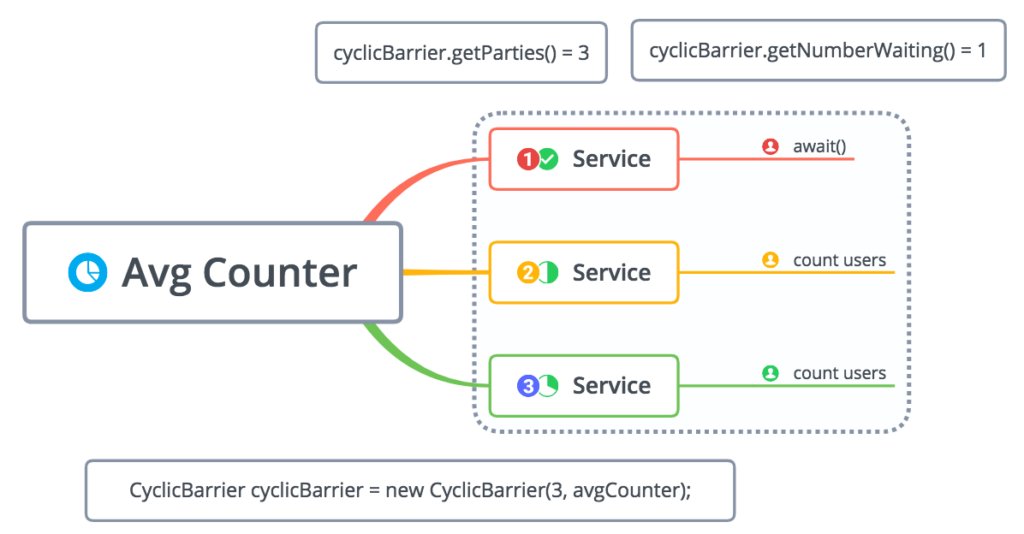 cyclicBarrier.getParties() = 3
cyclicBarrier.getNumberWaiting() = 1
1 Service
await()
Avg Counter
2 Service
count users
3 Service
count users
CyclicBarrier cyclicBarrier = new CyclicBarrier(3, avgCounter);